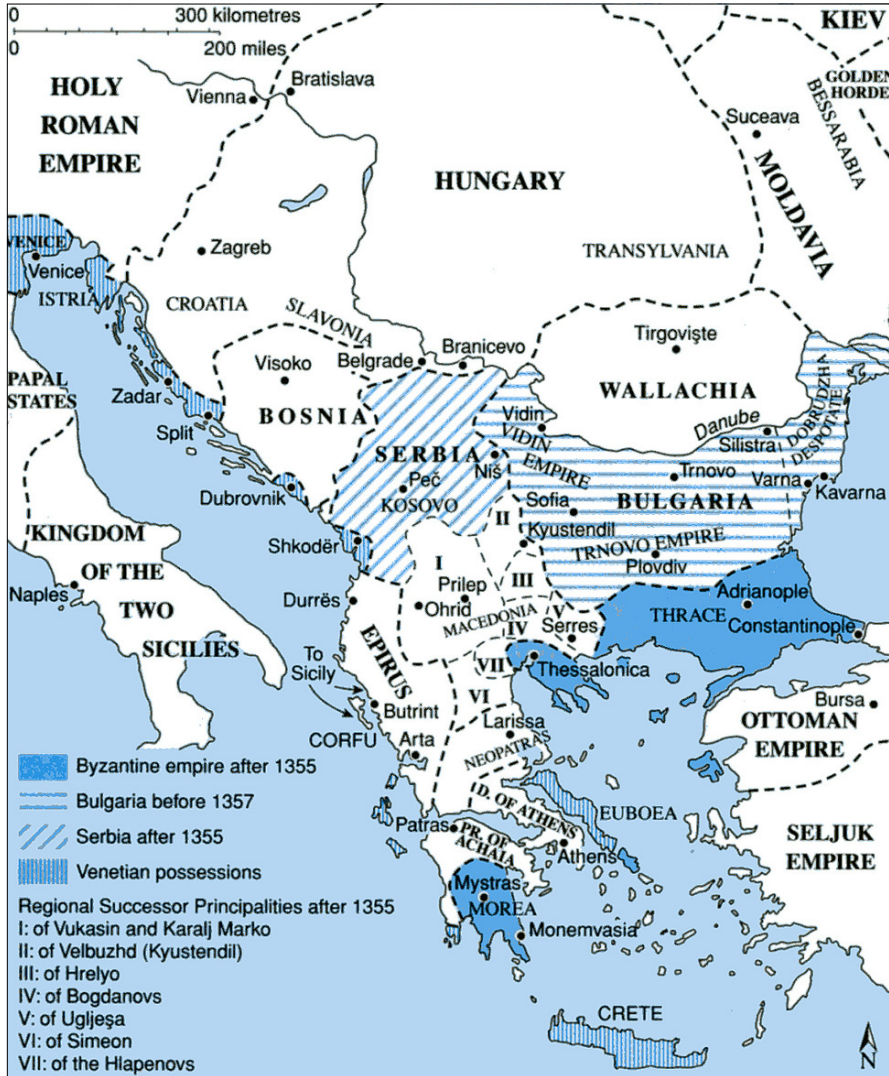 0 300 kilometres
0 200 miles
KIEV
GOLDEN
HORDE
BESSARABIA
HOLY
ROMAN
EMPIRE
Vienna
Bratislava
Suceava
MOLDAVIA
HUNGARY
TRANSYLVANIA
VENICE
Venice
ISTRIA
Zagreb
CROATIA
SLAVONIA
Belgrade
Branicevo
Tirgovişte
WALLACHIA
PAPAL
STATES
Zadar
Split
Visoko
BOSNIA
Vidin
VIDIN
EMPIRE
Danube
Silistra
DOBRUDZHA
DESPOTATE
SERBIA
Niš
Peč
KOSOVO
Dubrovnik
Sofia
Trnovo
BULGARIA
Varna
Kavarna
II
Kyustendil
TRNOVO EMPIRE
Plovdiv
KINGDOM
OF THE
TWO
SICILIES
Naples
Shkodër
Durrës
I
Prilep
Ohrid
MACEDONIA
III
IV
V
Serres
VII
Thessalonica
THRACE
Adrianople
Constantinople
EPIRUS
To
Sicily
Butrint
CORFU
Arta
VI
Larissa
NEOPATRAS
Bursa
OTTOMAN
EMPIRE
D. OF ATHENS
EUBOEA
Patras
PR. OF
ACHAIA
Athens
SELJUK
EMPIRE
Mystras
MOREA
Monemvasia
CRETE
N
Byzantine empire after 1355
Bulgaria before 1357
Serbia after 1355
Venetian possessions
Regional Successor Principalities after 1355
I: of Vukasin and Karalj Marko
II: of Velbuzhd (Kyustendil)
III: of Hrelyo
IV: of Bogdanovs
V: of Ugljeşa
VI: of Simeon
VII: of the Hlapenovs